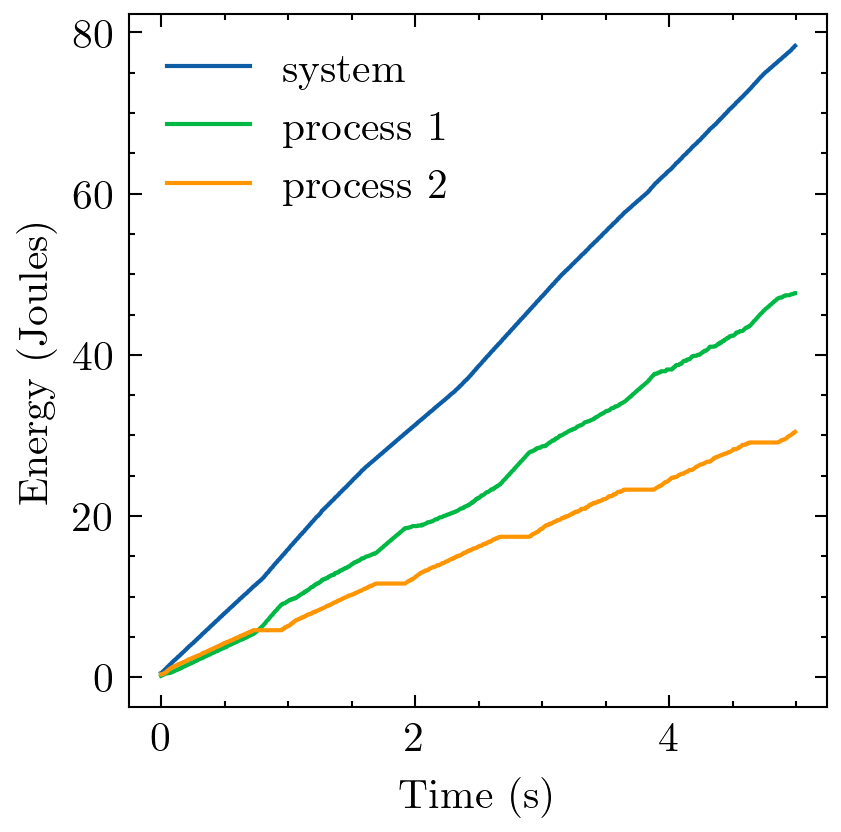 80
60
40
20
0
Energy (Joules)
system
process 1
process 2
0 2 4
Time (s)